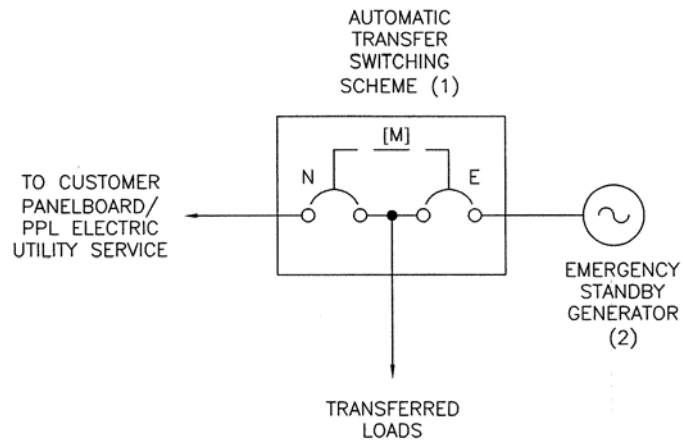 AUTOMATIC
TRANSFER
SWITCHING
SCHEME (1)
[M]
N
E
TO CUSTOMER
PANELBOARD/
PPL ELECTRIC
UTILITY SERVICE
EMERGENCY
STANDBY
GENERATOR
(2)
TRANSFERRED
LOADS